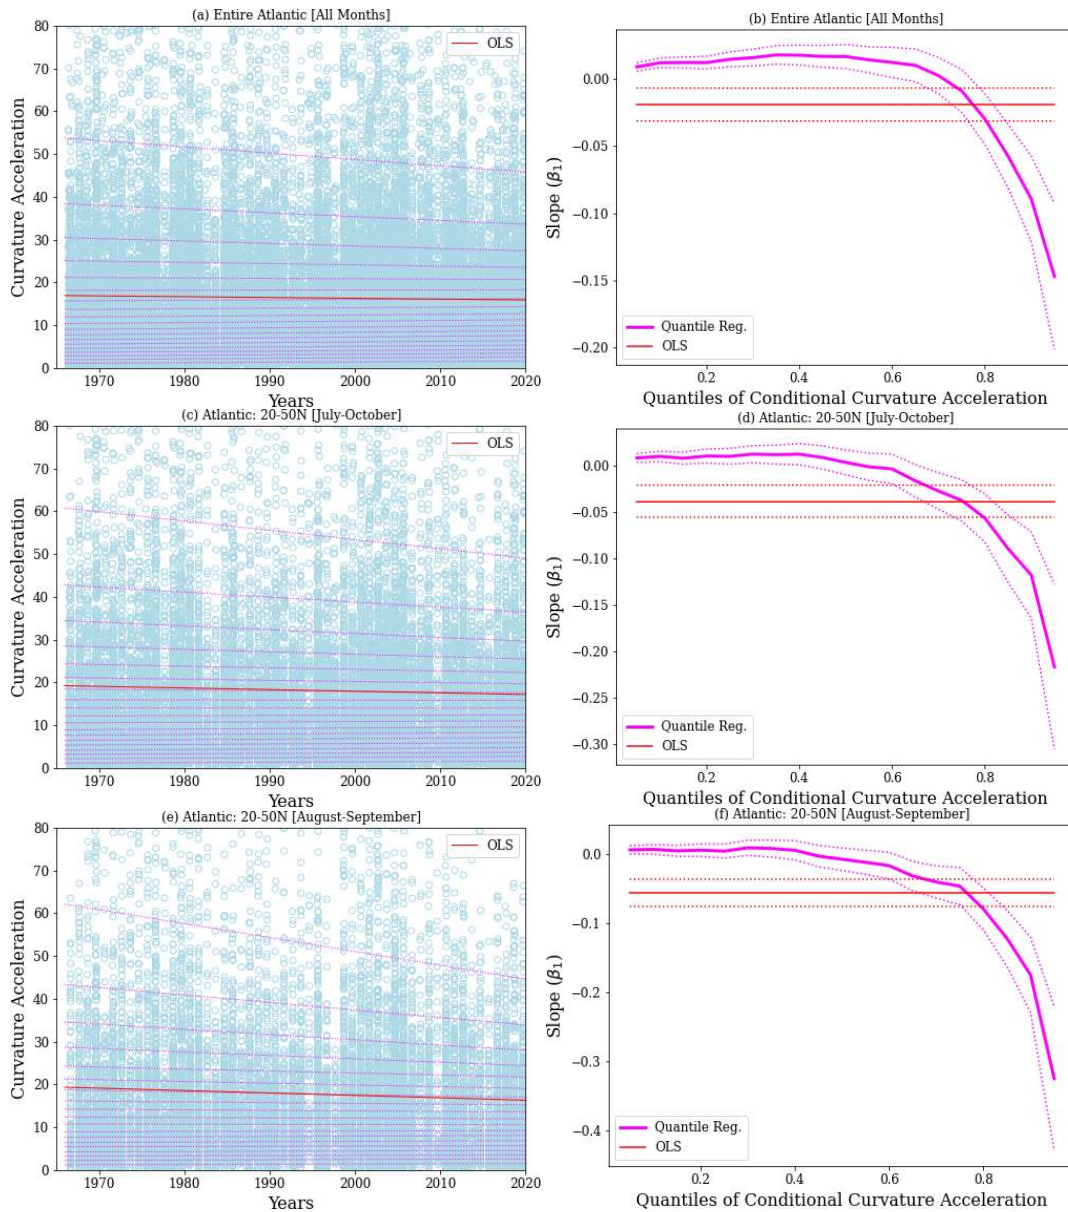 (a) Entire Atlantic [All Months]
OLS
Curvature Acceleration
80
70
60
50
40
30
20
10
0
1970 1980 1990 2000 2010 2020
Years
(b) Entire Atlantic [All Months]
Slope (β1)
0.00
−0.05
−0.10
−0.15
−0.20
Quantile Reg.
OLS
0.2 0.4 0.6 0.8
Quantiles of Conditional Curvature Acceleration
(c) Atlantic: 20-50N [July-October]
OLS
Curvature Acceleration
80
70
60
50
40
30
20
10
0
1970 1980 1990 2000 2010 2020
Years
(d) Atlantic: 20-50N [July-October]
Slope (β1)
0.00
−0.05
−0.10
−0.15
−0.20
−0.25
−0.30
Quantile Reg.
OLS
0.2 0.4 0.6 0.8
Quantiles of Conditional Curvature Acceleration
(e) Atlantic: 20-50N [August-September]
OLS
Curvature Acceleration
80
70
60
50
40
30
20
10
0
1970 1980 1990 2000 2010 2020
Years
(f) Atlantic: 20-50N [August-September]
Slope (β1)
0.0
−0.1
−0.2
−0.3
−0.4
Quantile Reg.
OLS
0.2 0.4 0.6 0.8
Quantiles of Conditional Curvature Acceleration